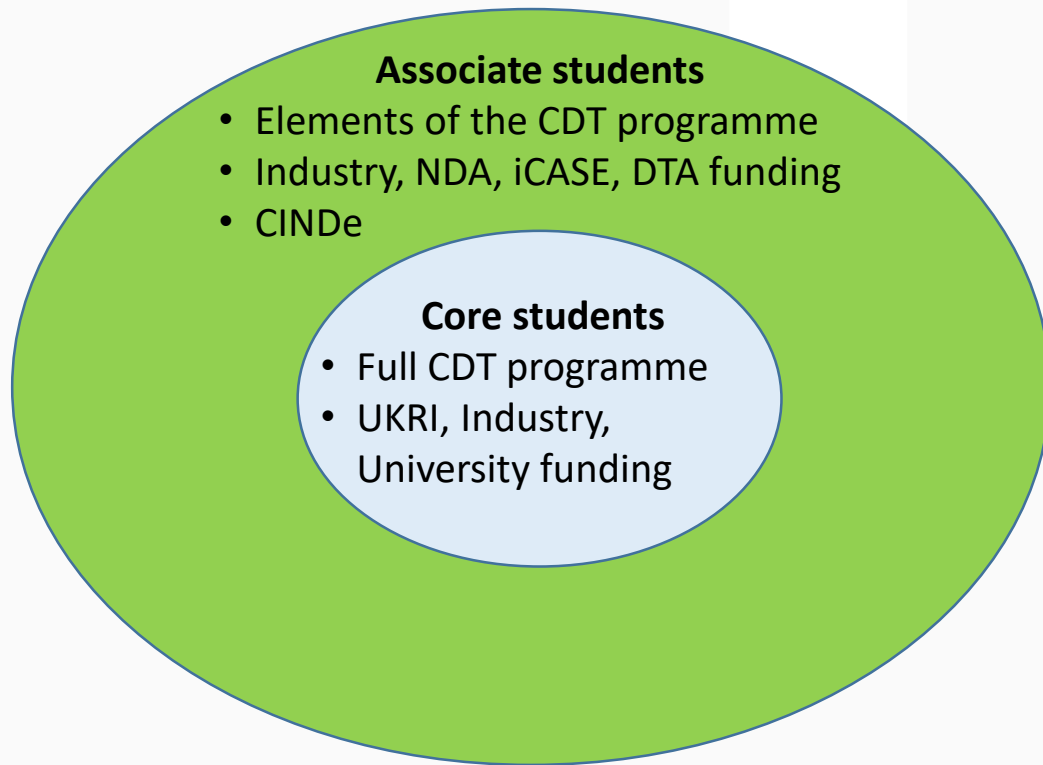 Associate students
• Elements of the CDT programme
• Industry, NDA, iCASE, DTA funding
• CINDe
Core students
• Full CDT programme
• UKRI, Industry,
University funding